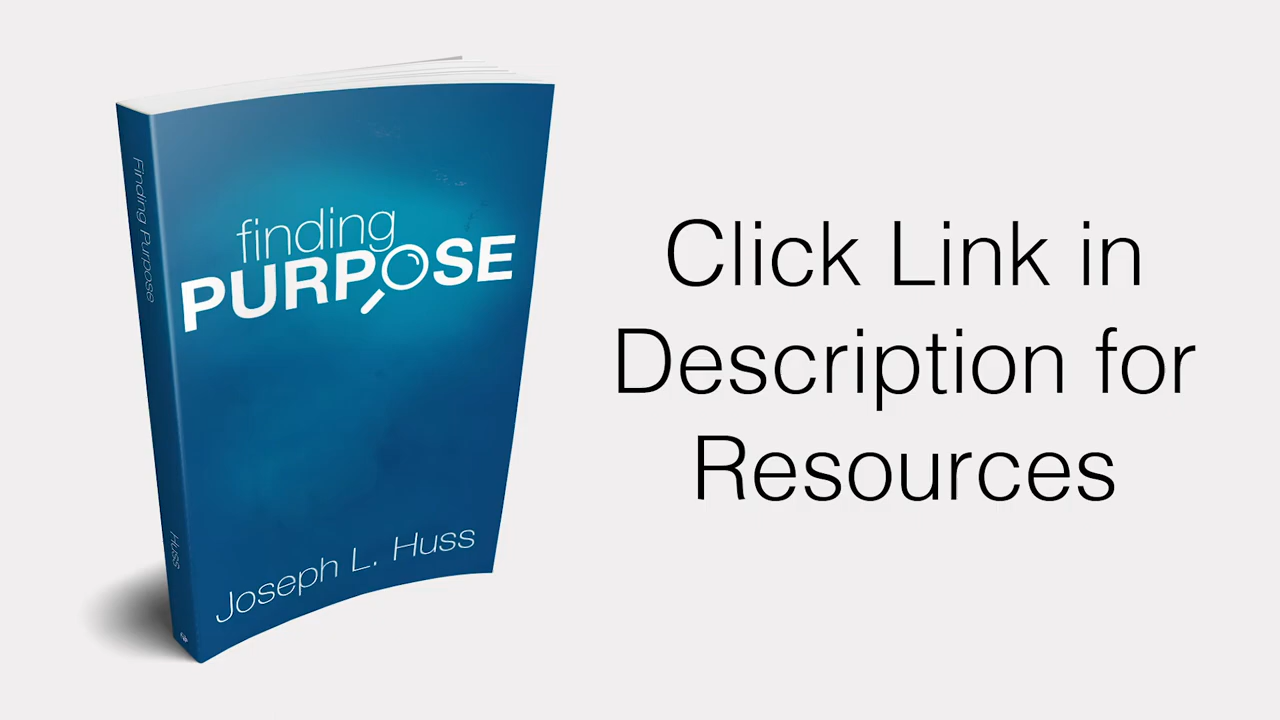 Finding Purpose
Huss
finding
PURPOSE
Joseph L. Huss
Click Link in
Description for
Resources